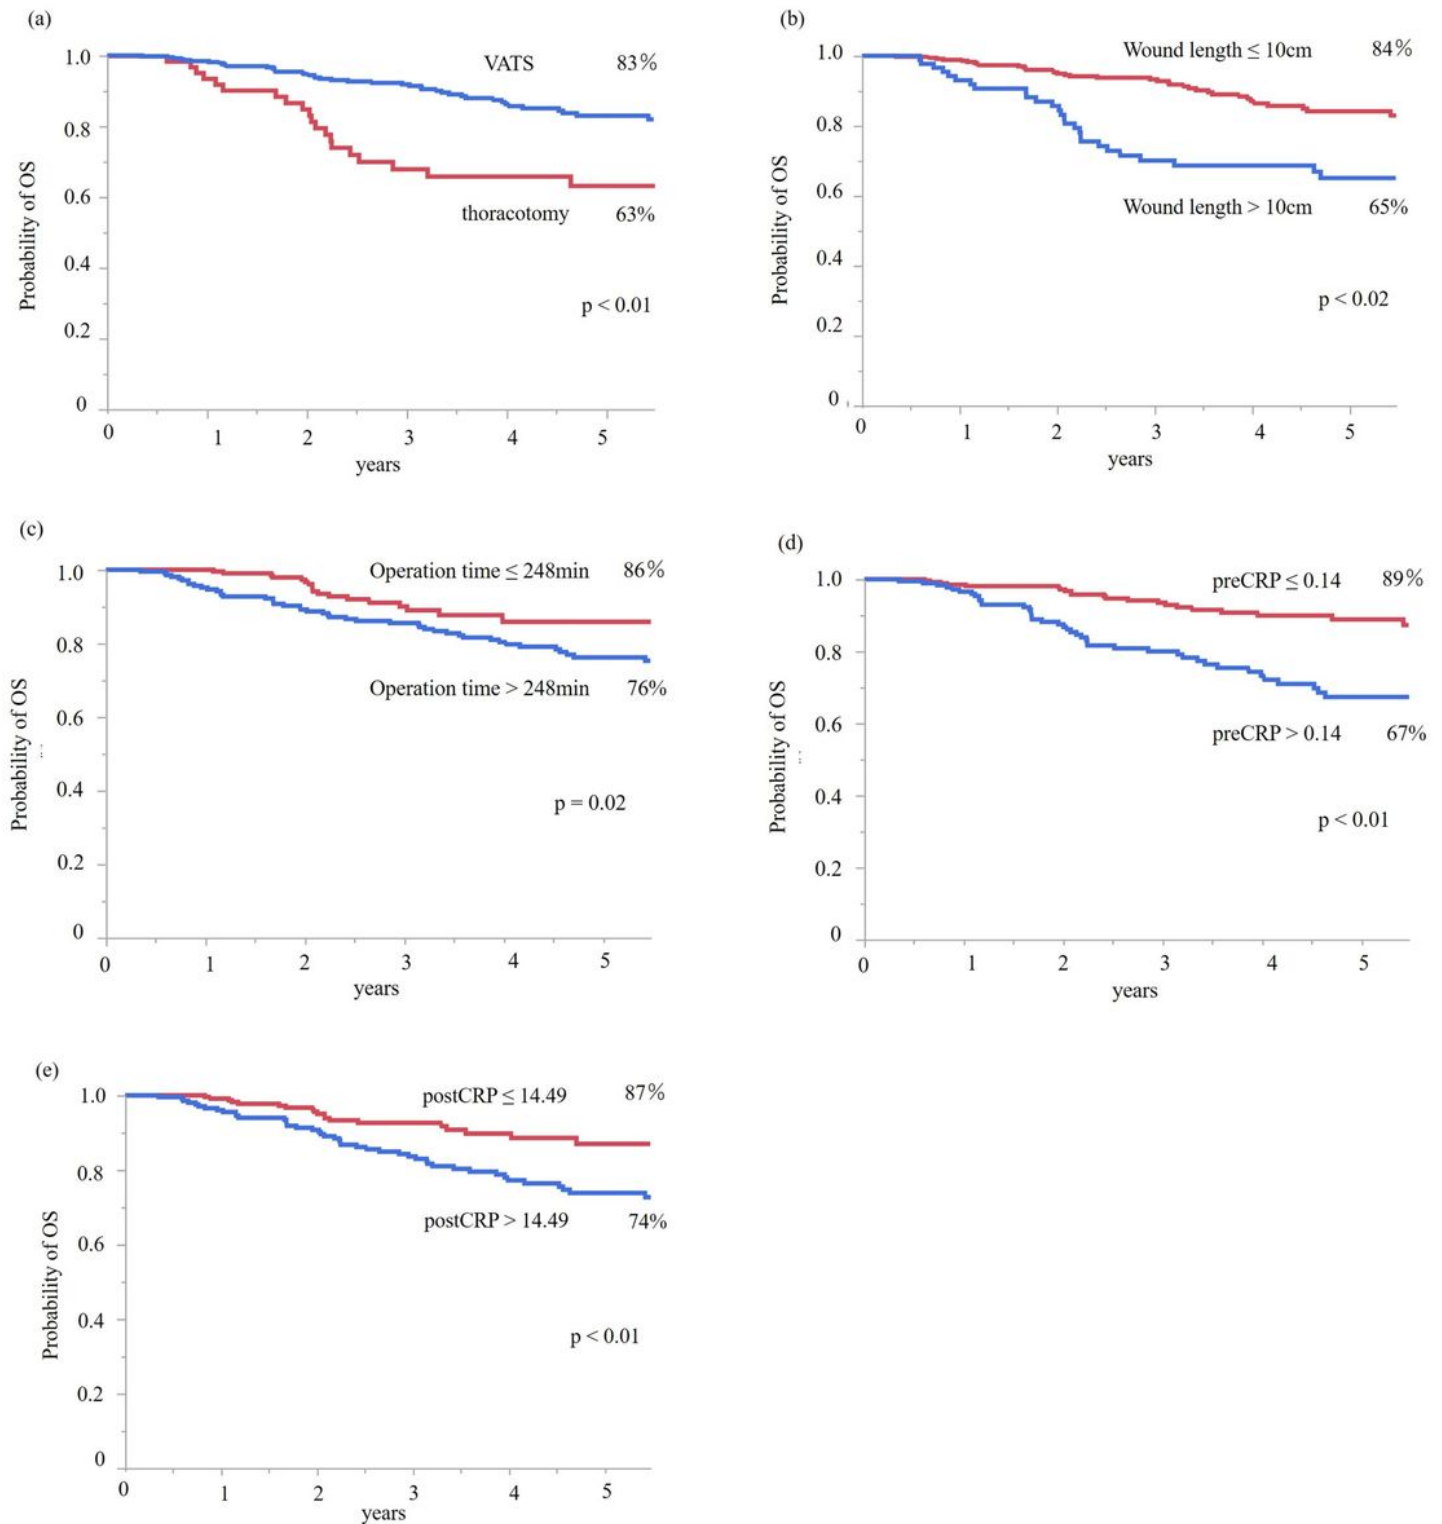 (a)
1.0
0.8
0.6
0.4
0.2
0
Probability of OS
VATS 83%
thoracotomy 63%
p < 0.01
0 1 2 3 4 5
years
(b)
1.0
0.8
0.6
0.4
0.2
0
Probability of OS
Wound length ≤ 10cm 84%
Wound length > 10cm 65%
p < 0.02
0 1 2 3 4 5
years
(c)
1.0
0.8
0.6
0.4
0.2
0
Probability of OS
Operation time ≤ 248min 86%
Operation time > 248min 76%
p = 0.02
0 1 2 3 4 5
years
(d)
1.0
0.8
0.6
0.4
0.2
0
Probability of OS
preCRP ≤ 0.14 89%
preCRP > 0.14 67%
p < 0.01
0 1 2 3 4 5
years
(e)
1.0
0.8
0.6
0.4
0.2
0
Probability of OS
postCRP ≤ 14.49 87%
postCRP > 14.49 74%
p < 0.01
0 1 2 3 4 5
years